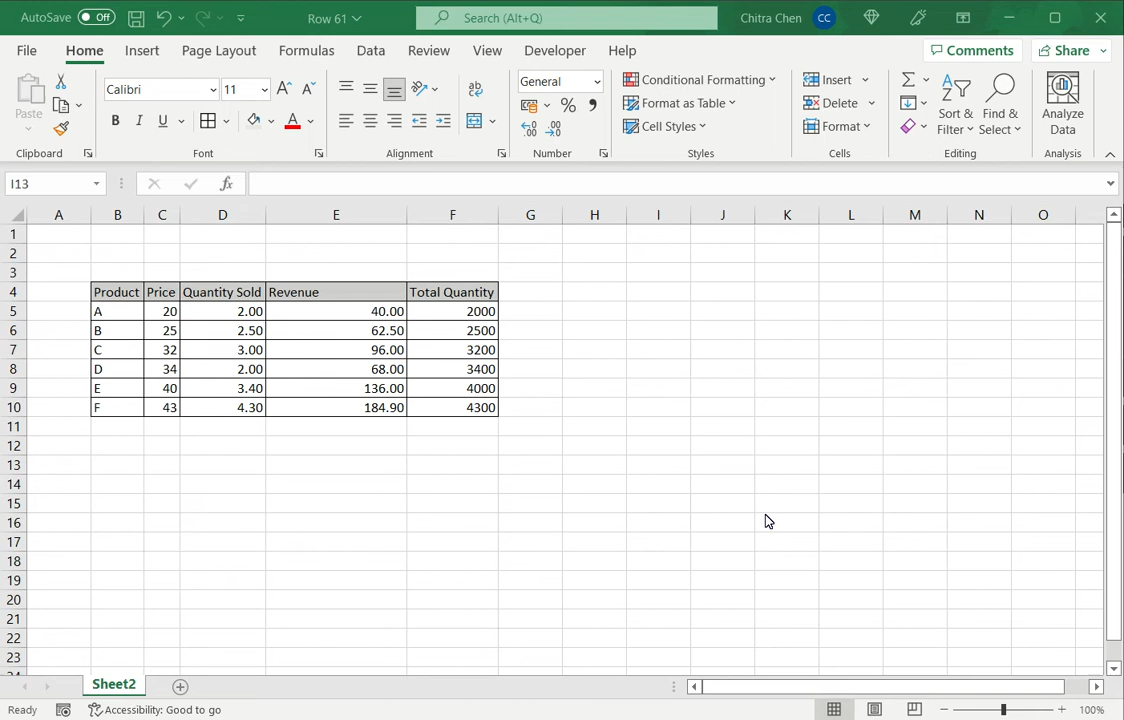 AutoSave Off Row 61 Search (Alt+Q) Chitra Chen CC
File Home Insert Page Layout Formulas Data Review View Developer Help Comments Share
Paste Calibri 11 A A ab General Conditional Formatting Insert Σ
B I U A % , Format as Table Delete Sort & Filter Find & Select Analyze Data
Cell Styles Format
Clipboard Font Alignment Number Styles Cells Editing Analysis
I13 fx
A B C D E F G H I J K L M N O
1
2
3
4 Product Price Quantity Sold Revenue Total Quantity
5 A 20 2.00 40.00 2000
6 B 25 2.50 62.50 2500
7 C 32 3.00 96.00 3200
8 D 34 2.00 68.00 3400
9 E 40 3.40 136.00 4000
10 F 43 4.30 184.90 4300
11
12
13
14
15
16
17
18
19
20
21
22
23
24
Sheet2
Ready Accessibility: Good to go 100%